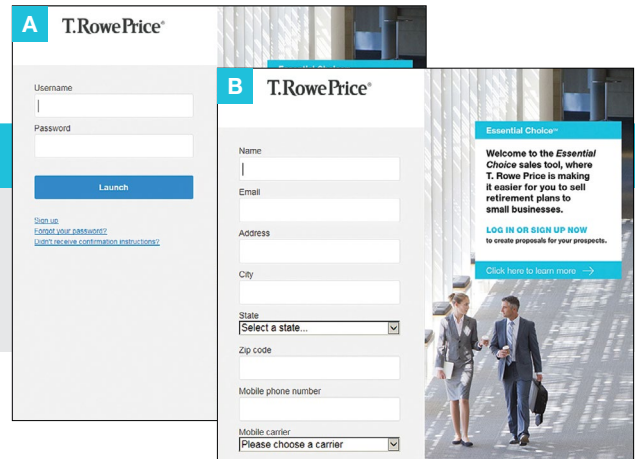 A
T.RowePrice®
Username
Password
Launch
Sign up
Forgot your password?
Didn't receive confirmation instructions?
Essential Choice
B
T.RowePrice®
Name
Email
Address
City
State
Select a state...
Zip code
Mobile phone number
Mobile carrier
Please choose a carrier
Essential Choice℠
Welcome to the Essential
Choice sales tool, where
T. Rowe Price is making
it easier for you to sell
retirement plans to
small businesses.
LOG IN OR SIGN UP NOW
to create proposals for your prospects.
Click here to learn more →